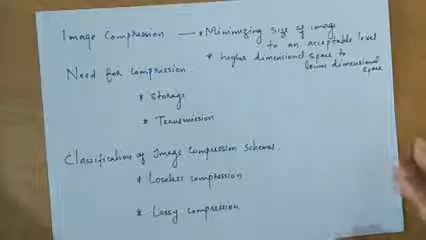 Image Compression — * Minimizing size of image
to an acceptable level
* higher dimensional space to
lower dimensional
space
Need for compression
* Storage
* Transmission
Classification of Image Compression Schemes.
* Loseless compression
* Lossy compression